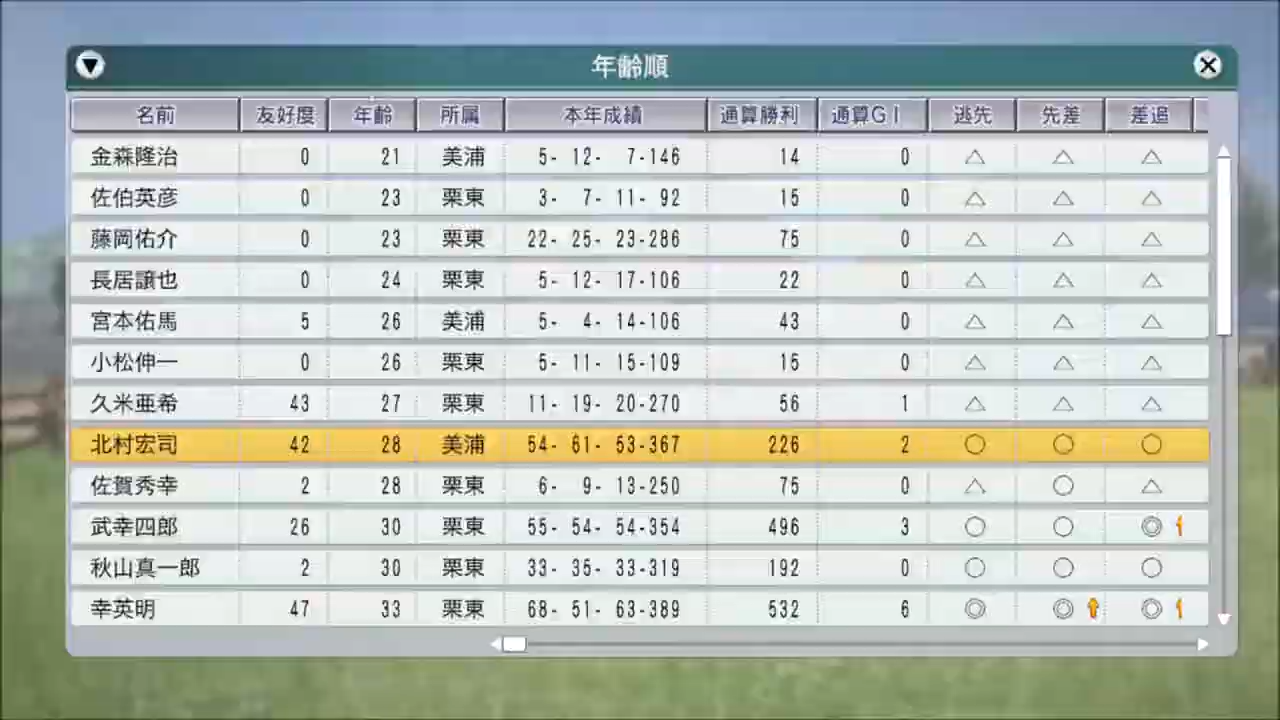 年齢順
名前 友好度 年齢 所属 本年成績 通算勝利 通算GⅠ 逃先 先差 差追
金森隆治 0 21 美浦 5- 12- 7-146 14 0 △ △ △
佐伯英彦 0 23 栗東 3- 7- 11- 92 15 0 △ △ △
藤岡佑介 0 23 栗東 22- 25- 23-286 75 0 △ △ △
長居譲也 0 24 栗東 5- 12- 17-106 22 0 △ △ △
宮本佑馬 5 26 美浦 5- 4- 14-106 43 0 △ △ △
小松伸一 0 26 栗東 5- 11- 15-109 15 0 △ △ △
久米亜希 43 27 栗東 11- 19- 20-270 56 1 △ △ △
北村宏司 42 28 美浦 54- 61- 53-367 226 2 ○ ○ ○
佐賀秀幸 2 28 栗東 6- 9- 13-250 75 0 △ ○ △
武幸四郎 26 30 栗東 55- 54- 54-354 496 3 ○ ○ ◎
秋山真一郎 2 30 栗東 33- 35- 33-319 192 0 ○ ○ ○
幸英明 47 33 栗東 68- 51- 63-389 532 6 ◎ ◎ ◎